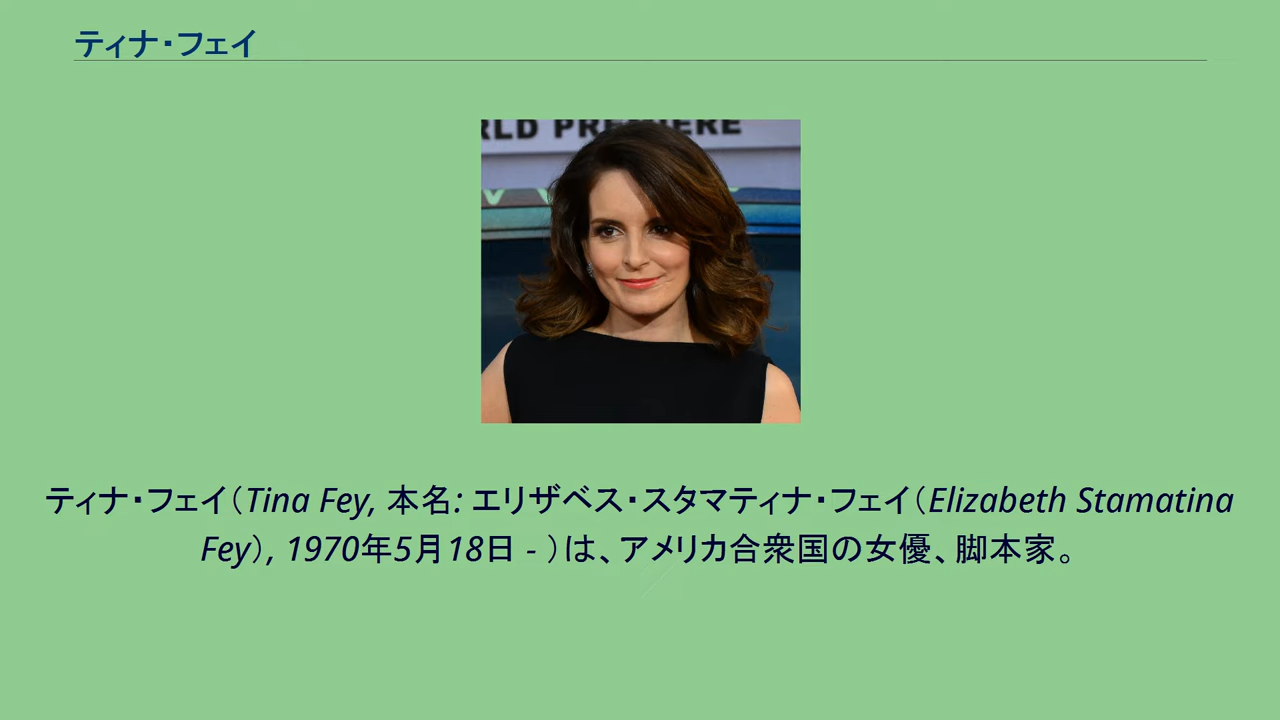 ティナ・フェイ
RLD PREMIERE
ティナ・フェイ（Tina Fey, 本名: エリザベス・スタマティナ・フェイ（Elizabeth Stamatina
Fey）, 1970年5月18日 - ）は、アメリカ合衆国の女優、脚本家。